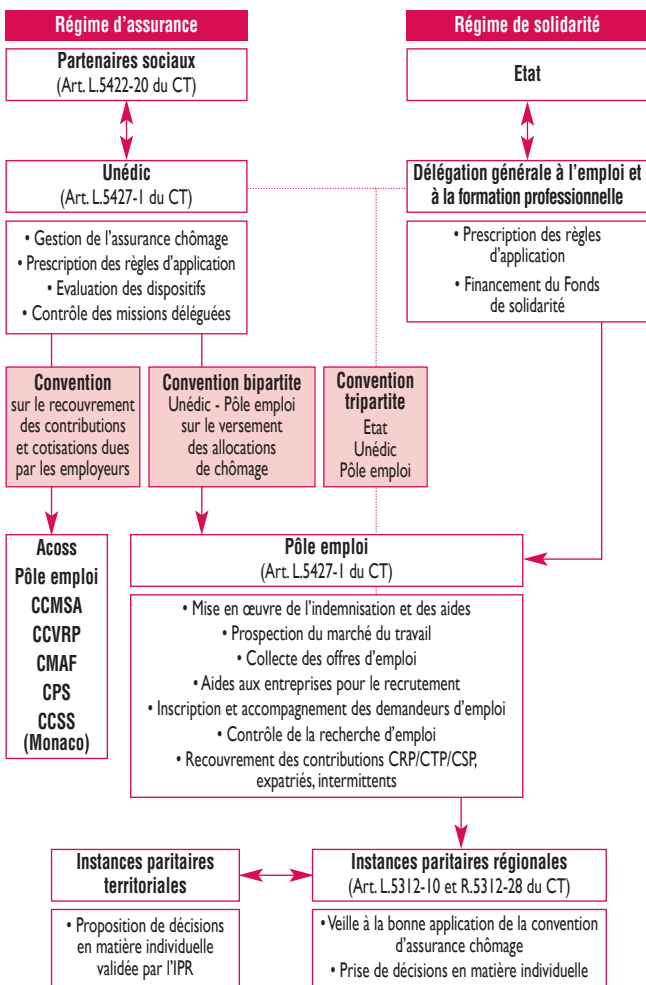 Régime d'assurance
Partenaires sociaux
(Art. L.5422-20 du CT)
Unédic
(Art. L.5427-1 du CT)
• Gestion de l'assurance chômage
• Prescription des règles d'application
• Evaluation des dispositifs
• Contrôle des missions déléguées
Régime de solidarité
Etat
Délégation générale à l'emploi et
à la formation professionnelle
• Prescription des règles
d'application
• Financement du Fonds
de solidarité
Convention
sur le recouvrement
des contributions
et cotisations dues
par les employeurs
Convention bipartite
Unédic - Pôle emploi
sur le versement
des allocations
de chômage
Convention
tripartite
Etat
Unédic
Pôle emploi
Acoss
Pôle emploi
CCMSA
CCVRP
CMAF
CPS
CCSS
(Monaco)
Pôle emploi
(Art. L.5427-1 du CT)
• Mise en œuvre de l'indemnisation et des aides
• Prospection du marché du travail
• Collecte des offres d'emploi
• Aides aux entreprises pour le recrutement
• Inscription et accompagnement des demandeurs d'emploi
• Contrôle de la recherche d'emploi
• Recouvrement des contributions CRP/CTP/CSP,
expatriés, intermittents
Instances paritaires
territoriales
• Proposition de décisions
en matière individuelle
validée par l'IPR
Instances paritaires régionales
(Art. L.5312-10 et R.5312-28 du CT)
• Veille à la bonne application de la convention
d'assurance chômage
• Prise de décisions en matière individuelle